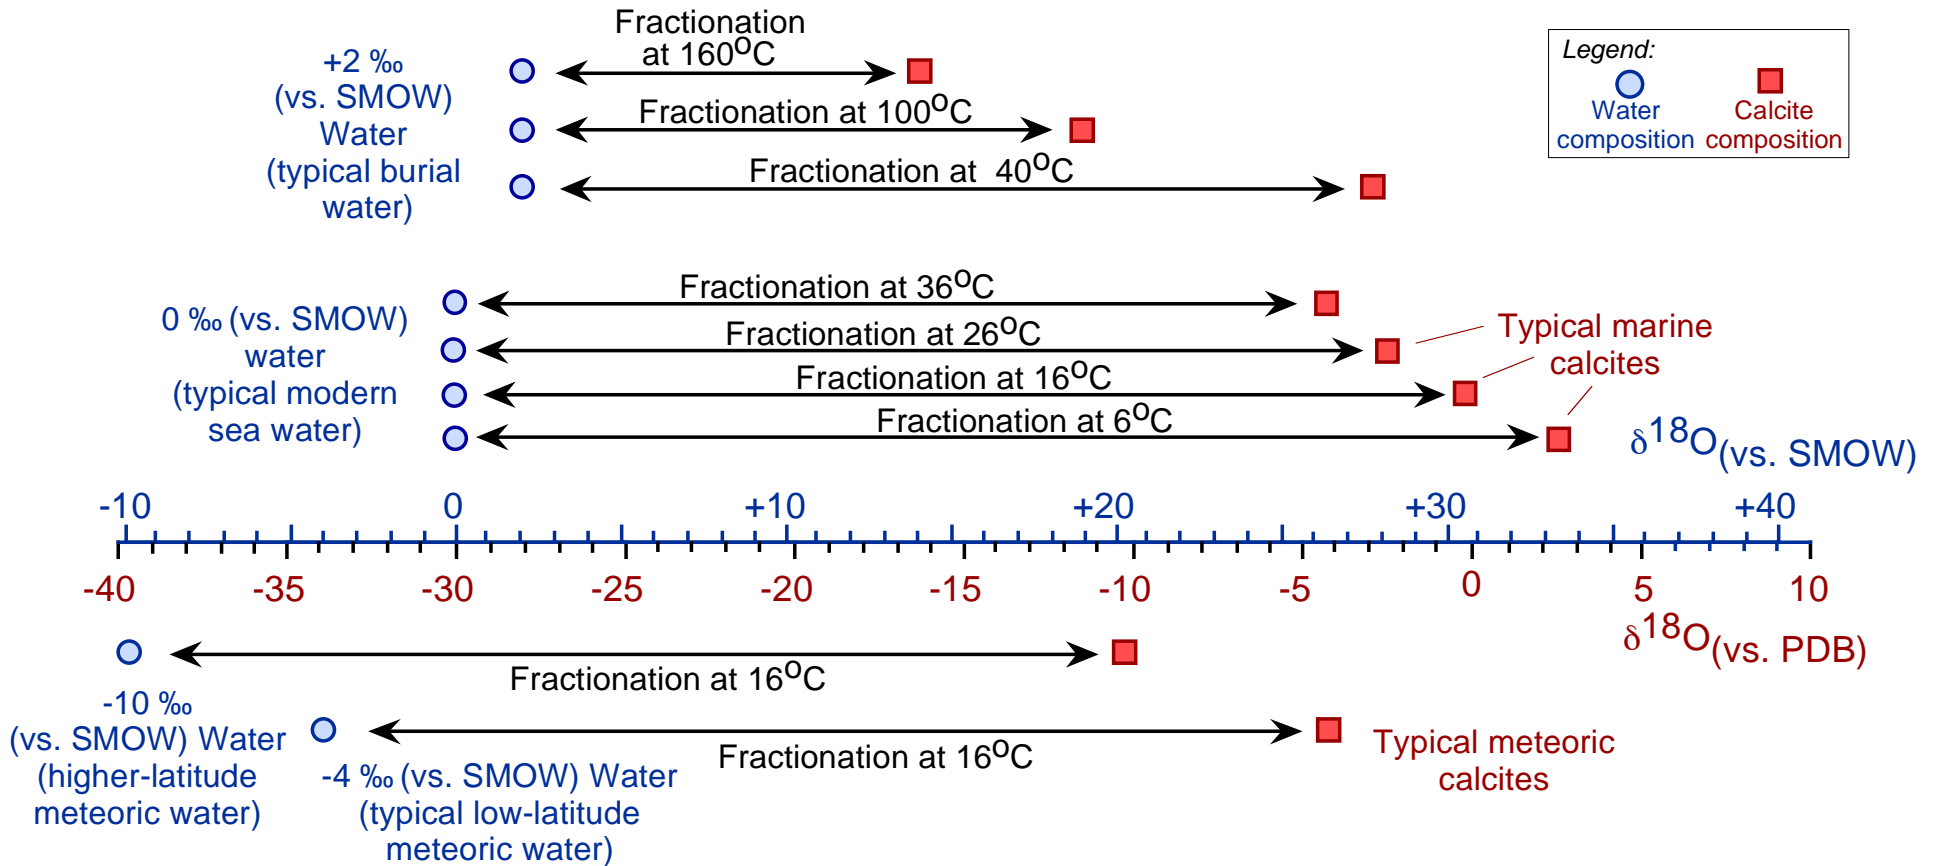 Fractionation
at 160oC
+2 ‰
(vs. SMOW)
Water
(typical burial
water)
Fractionation at 100oC
Fractionation at 40oC
Legend:
Water
composition
Calcite
composition
0 ‰ (vs. SMOW)
water
(typical modern
sea water)
Fractionation at 36oC
Fractionation at 26oC
Fractionation at 16oC
Fractionation at 6oC
Typical marine
calcites
δ18O(vs. SMOW)
-10 0 +10 +20 +30 +40
-40 -35 -30 -25 -20 -15 -10 -5 0 5 10
δ18O(vs. PDB)
Fractionation at 16oC
-10 ‰
(vs. SMOW) Water
(higher-latitude
meteoric water)
Fractionation at 16oC
-4 ‰ (vs. SMOW) Water
(typical low-latitude
meteoric water)
Typical meteoric
calcites